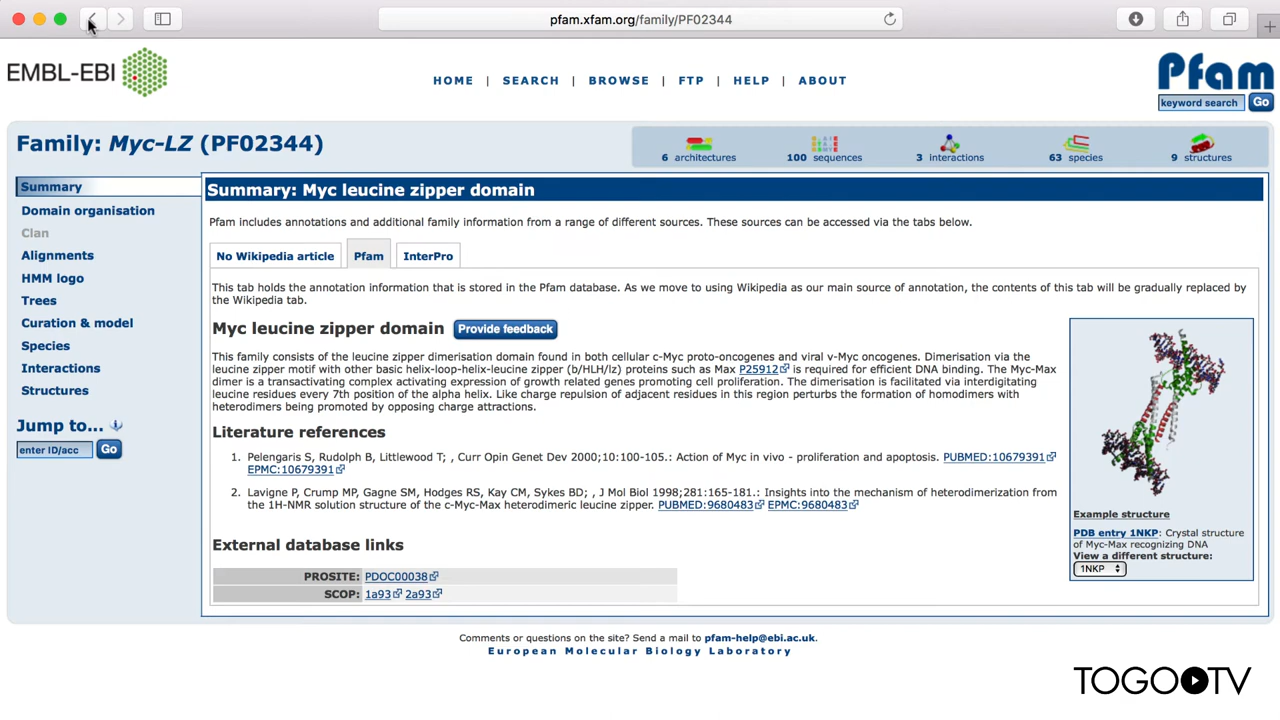 pfam.xfam.org/family/PF02344
EMBL-EBI
HOME | SEARCH | BROWSE | FTP | HELP | ABOUT
Pfam
keyword search Go
Family: Myc-LZ (PF02344)
6 architectures 100 sequences 3 interactions 63 species 9 structures
Summary
Domain organisation
Clan
Alignments
HMM logo
Trees
Curation & model
Species
Interactions
Structures
Jump to...
enter ID/acc Go
Summary: Myc leucine zipper domain
Pfam includes annotations and additional family information from a range of different sources. These sources can be accessed via the tabs below.
No Wikipedia article Pfam InterPro
This tab holds the annotation information that is stored in the Pfam database. As we move to using Wikipedia as our main source of annotation, the contents of this tab will be gradually replaced by
the Wikipedia tab.
Myc leucine zipper domain Provide feedback
This family consists of the leucine zipper dimerisation domain found in both cellular c-Myc proto-oncogenes and viral v-Myc oncogenes. Dimerisation via the
leucine zipper motif with other basic helix-loop-helix-leucine zipper (b/HLH/lz) proteins such as Max P25912 is required for efficient DNA binding. The Myc-Max
dimer is a transactivating complex activating expression of growth related genes promoting cell proliferation. The dimerisation is facilitated via interdigitating
leucine residues every 7th position of the alpha helix. Like charge repulsion of adjacent residues in this region perturbs the formation of homodimers with
heterodimers being promoted by opposing charge attractions.
Literature references
1. Pelengaris S, Rudolph B, Littlewood T; , Curr Opin Genet Dev 2000;10:100-105.: Action of Myc in vivo - proliferation and apoptosis. PUBMED:10679391
EPMC:10679391
2. Lavigne P, Crump MP, Gagne SM, Hodges RS, Kay CM, Sykes BD; , J Mol Biol 1998;281:165-181.: Insights into the mechanism of heterodimerization from
the 1H-NMR solution structure of the c-Myc-Max heterodimeric leucine zipper. PUBMED:9680483 EPMC:9680483
External database links
PROSITE: PDOC00038
SCOP: 1a93 2a93
Example structure
PDB entry 1NKP: Crystal structure
of Myc-Max recognizing DNA
View a different structure:
1NKP
Comments or questions on the site? Send a mail to pfam-help@ebi.ac.uk.
European Molecular Biology Laboratory
TOGO TV